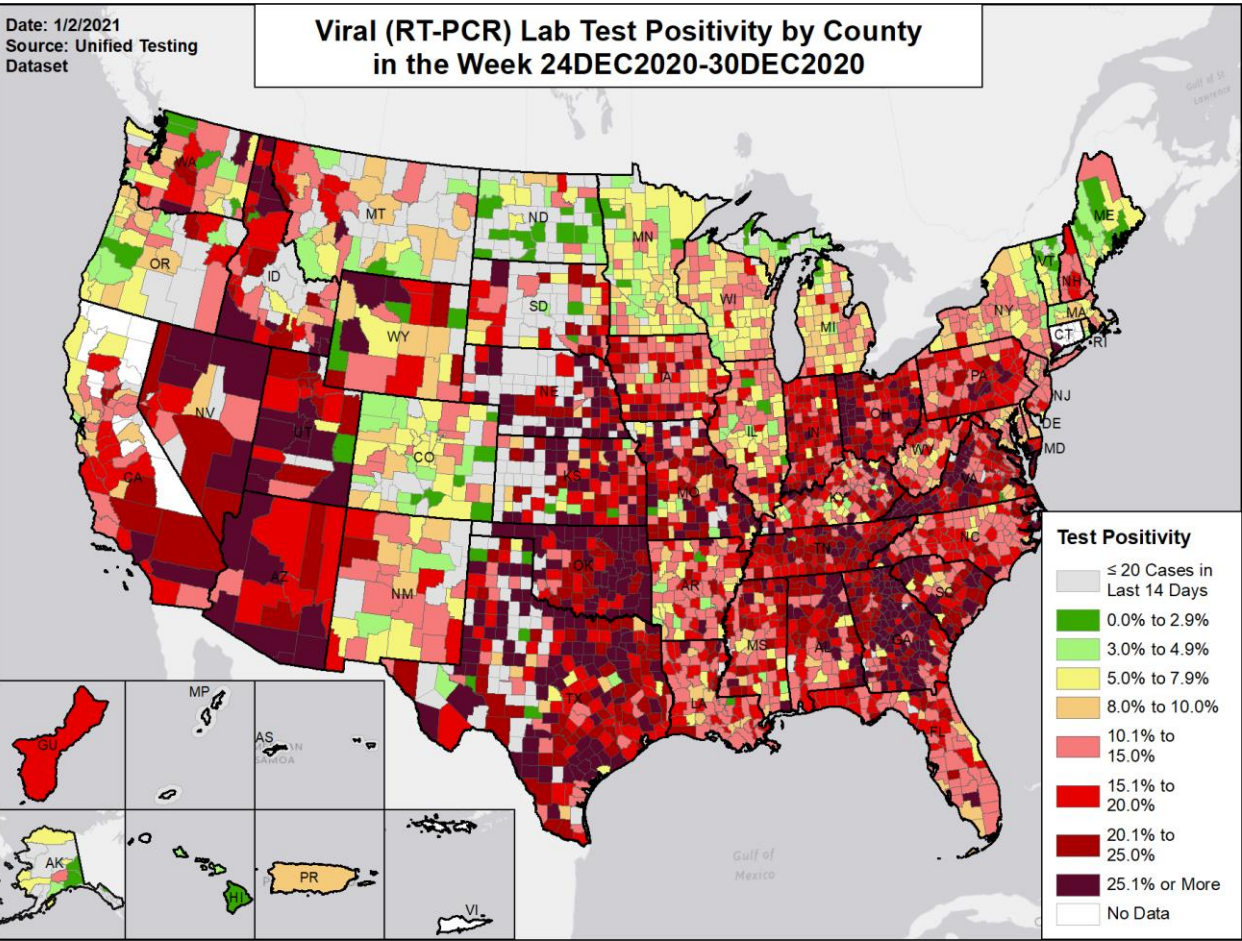 Date: 1/2/2021
Source: Unified Testing
Dataset
Viral (RT-PCR) Lab Test Positivity by County
in the Week 24DEC2020-30DEC2020
Gulf of St.
Lawrence
WA
MT
ND
MN
ME
OR
ID
SD
WI
VT
NH
NY
MI
MA
WY
CT
RI
IA
PA
NE
NJ
NV
OH
UT
IL
IN
DE
CO
MD
WV
CA
KS
MO
VA
KY
NC
TN
AZ
OK
NM
AR
SC
MS
AL
GA
TX
LA
FL
Test Positivity
≤ 20 Cases in
Last 14 Days
0.0% to 2.9%
3.0% to 4.9%
5.0% to 7.9%
8.0% to 10.0%
10.1% to
15.0%
15.1% to
20.0%
20.1% to
25.0%
25.1% or More
No Data
GU
MP
AS
SAMOA
AK
HI
PR
VI
Gulf of
Mexico